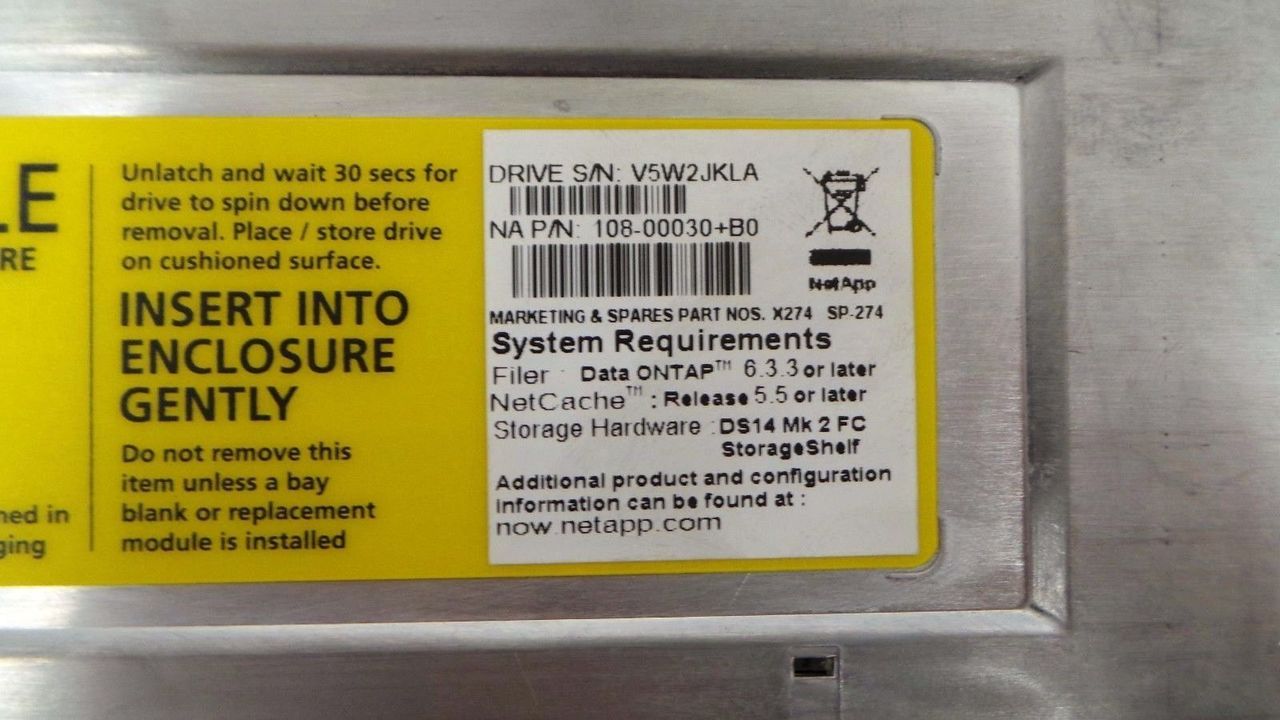 LE
RE
ned in
ging
Unlatch and wait 30 secs for
drive to spin down before
removal. Place / store drive
on cushioned surface.
INSERT INTO
ENCLOSURE
GENTLY
Do not remove this
item unless a bay
blank or replacement
module is installed
DRIVE S/N: V5W2JKLA
NA P/N: 108-00030+B0
NetApp
MARKETING & SPARES PART NOS. X274 SP-274
System Requirements
Filer : Data ONTAP™ 6.3.3 or later
NetCache™ : Release 5.5 or later
Storage Hardware : DS14 Mk 2 FC
StorageShelf
Additional product and configuration
information can be found at :
now.netapp.com